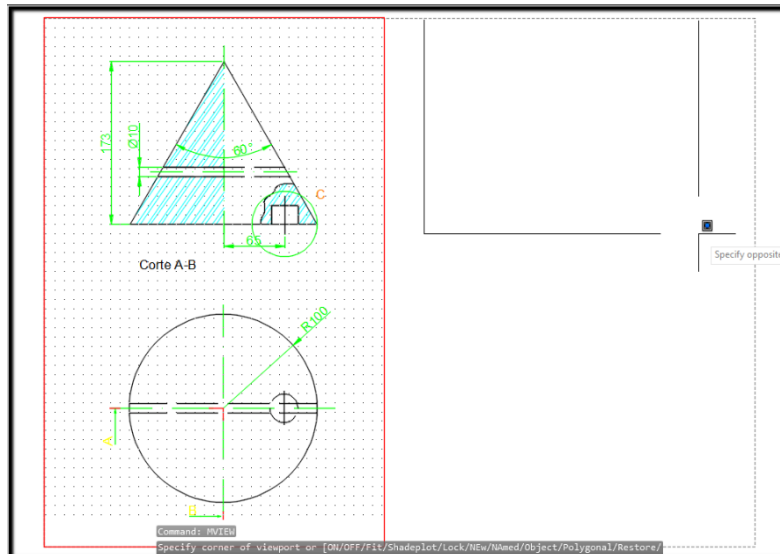 173
Ø10
60°
C
65
Corte A-B
R100
A
B
Command: MVIEW
Specify corner of viewport or [ON/OFF/Fit/Shadeplot/Lock/NEw/NAmed/Object/Polygonal/Restore/
Specify opposite